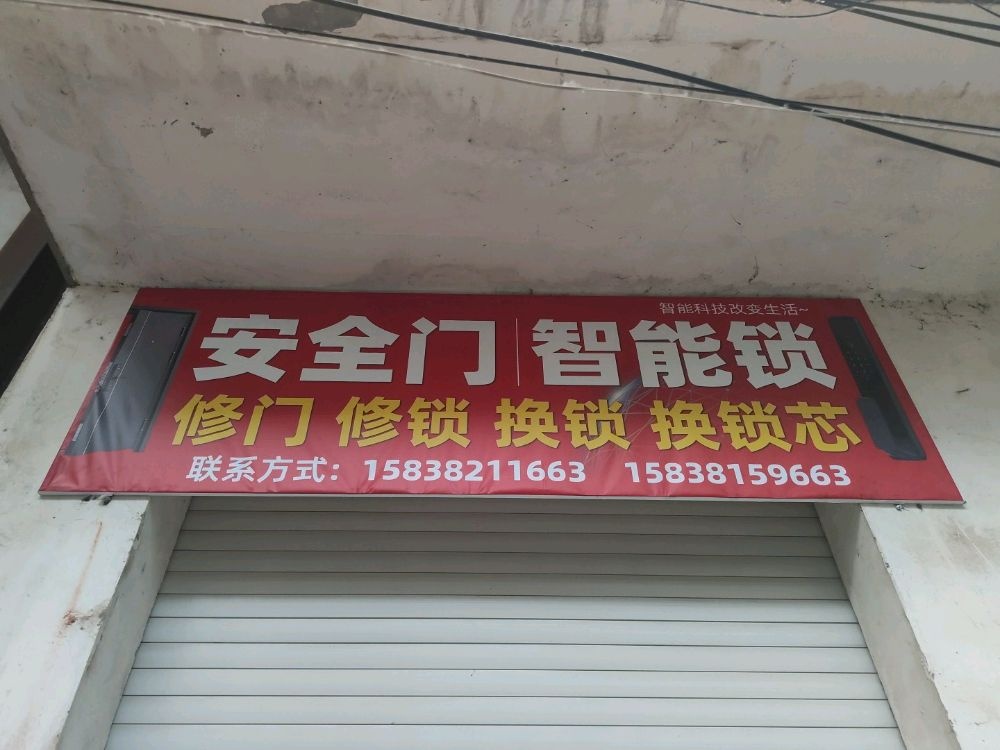 智能科技改变生活~
安全门 智能锁
修门 修锁 换锁 换锁芯
联系方式：15838211663 15838159663